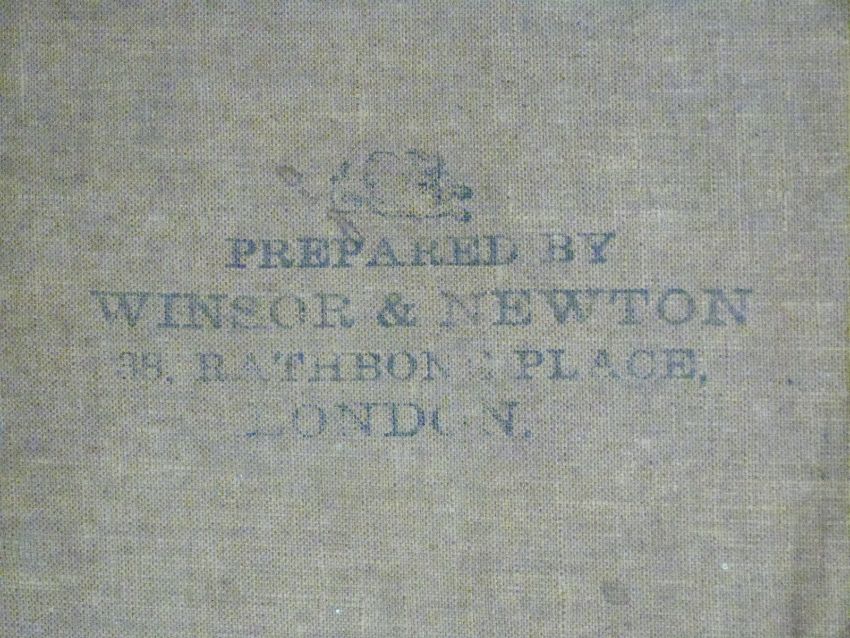 PREPARED BY
WINSOR & NEWTON
38, RATHBONE PLACE,
LONDON.